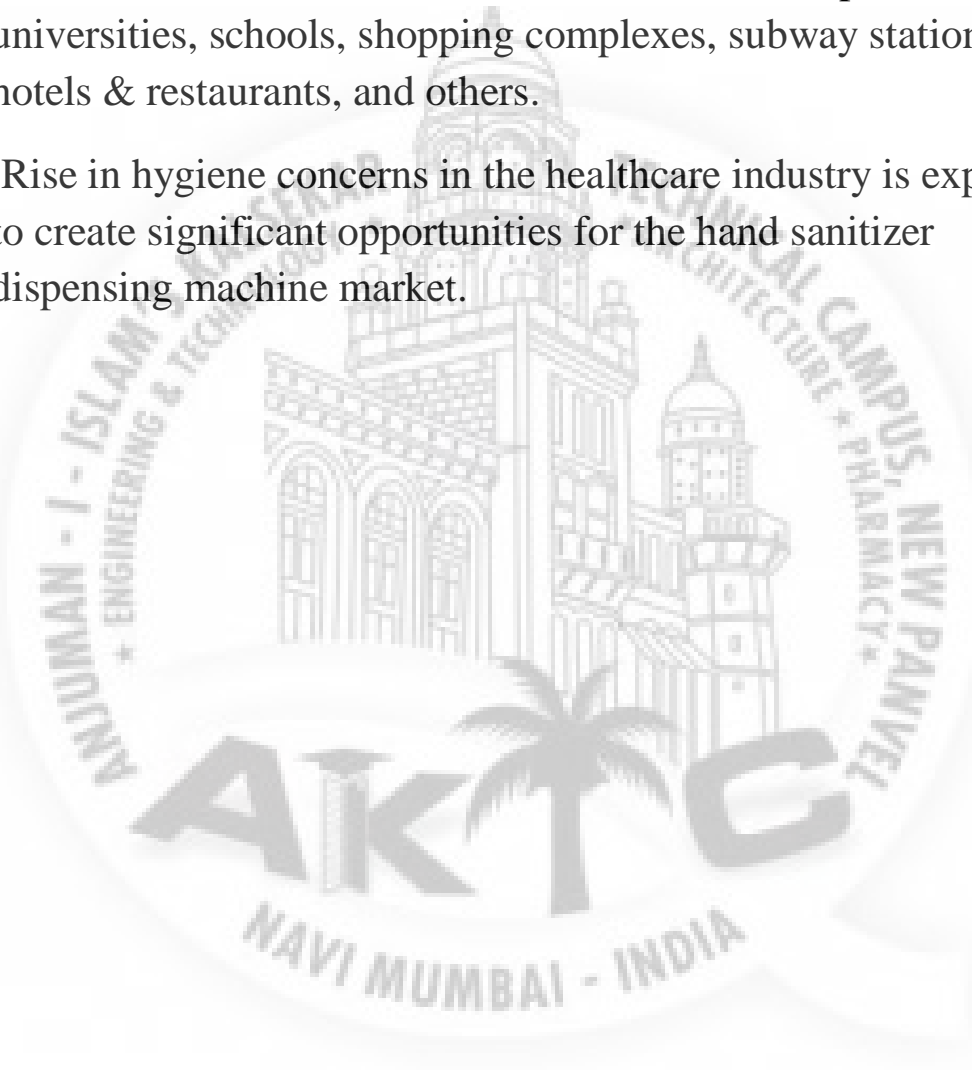 universities, schools, shopping complexes, subway station
hotels & restaurants, and others.
Rise in hygiene concerns in the healthcare industry is exp
to create significant opportunities for the hand sanitizer
dispensing machine market.
ANJUMAN - I - ISLAM'S KALSEKAR TECHNICAL CAMPUS, NEW PANVEL
* ENGINEERING & TECHNOLOGY * ARCHITECTURE * PHARMACY *
AKTC
NAVI MUMBAI - INDIA